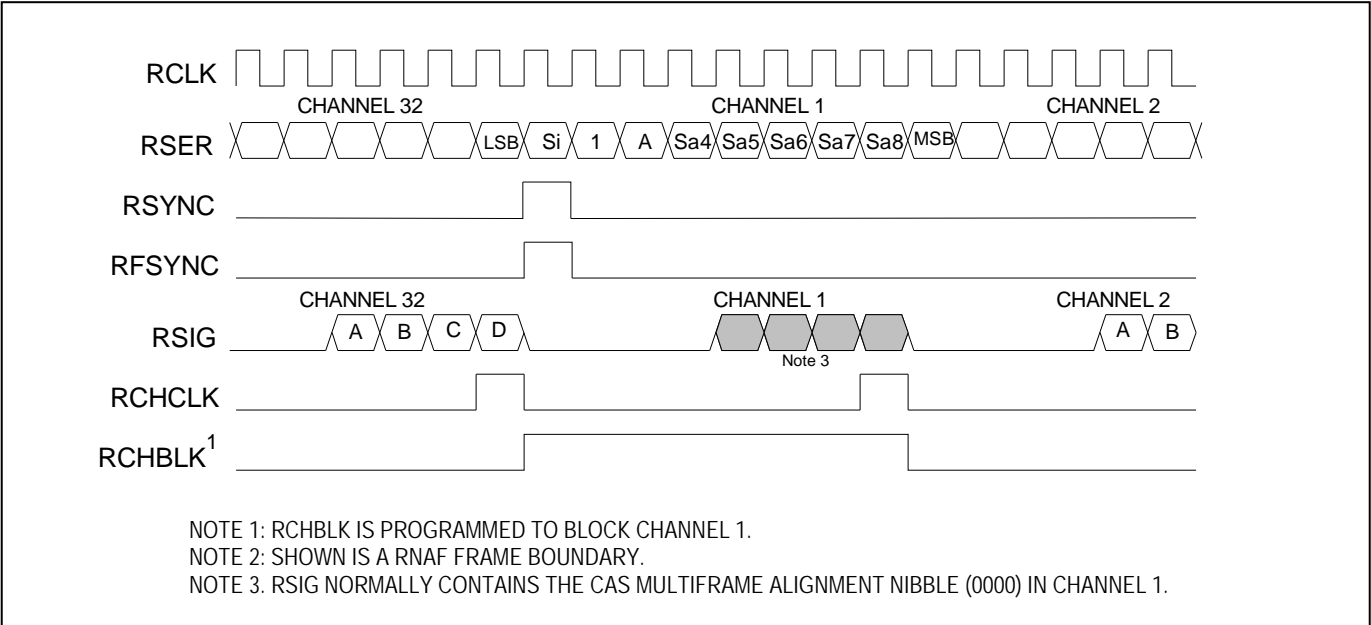 RCLK
CHANNEL 32 CHANNEL 1 CHANNEL 2
RSER LSB Si 1 A Sa4 Sa5 Sa6 Sa7 Sa8 MSB
RSYNC
RFSYNC
CHANNEL 32 CHANNEL 1 CHANNEL 2
RSIG A B C D A B
Note 3
RCHCLK
RCHBLK1
NOTE 1: RCHBLK IS PROGRAMMED TO BLOCK CHANNEL 1.
NOTE 2: SHOWN IS A RNAF FRAME BOUNDARY.
NOTE 3. RSIG NORMALLY CONTAINS THE CAS MULTIFRAME ALIGNMENT NIBBLE (0000) IN CHANNEL 1.